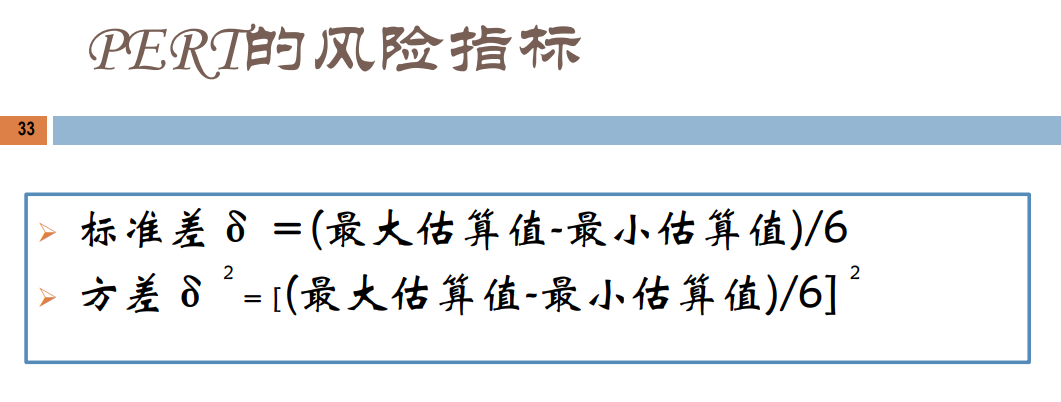 PERT的风险指标
33
➢ 标准差 δ =(最大估算值-最小估算值)/6
➢ 方差 δ ² = [(最大估算值-最小估算值)/6] ²